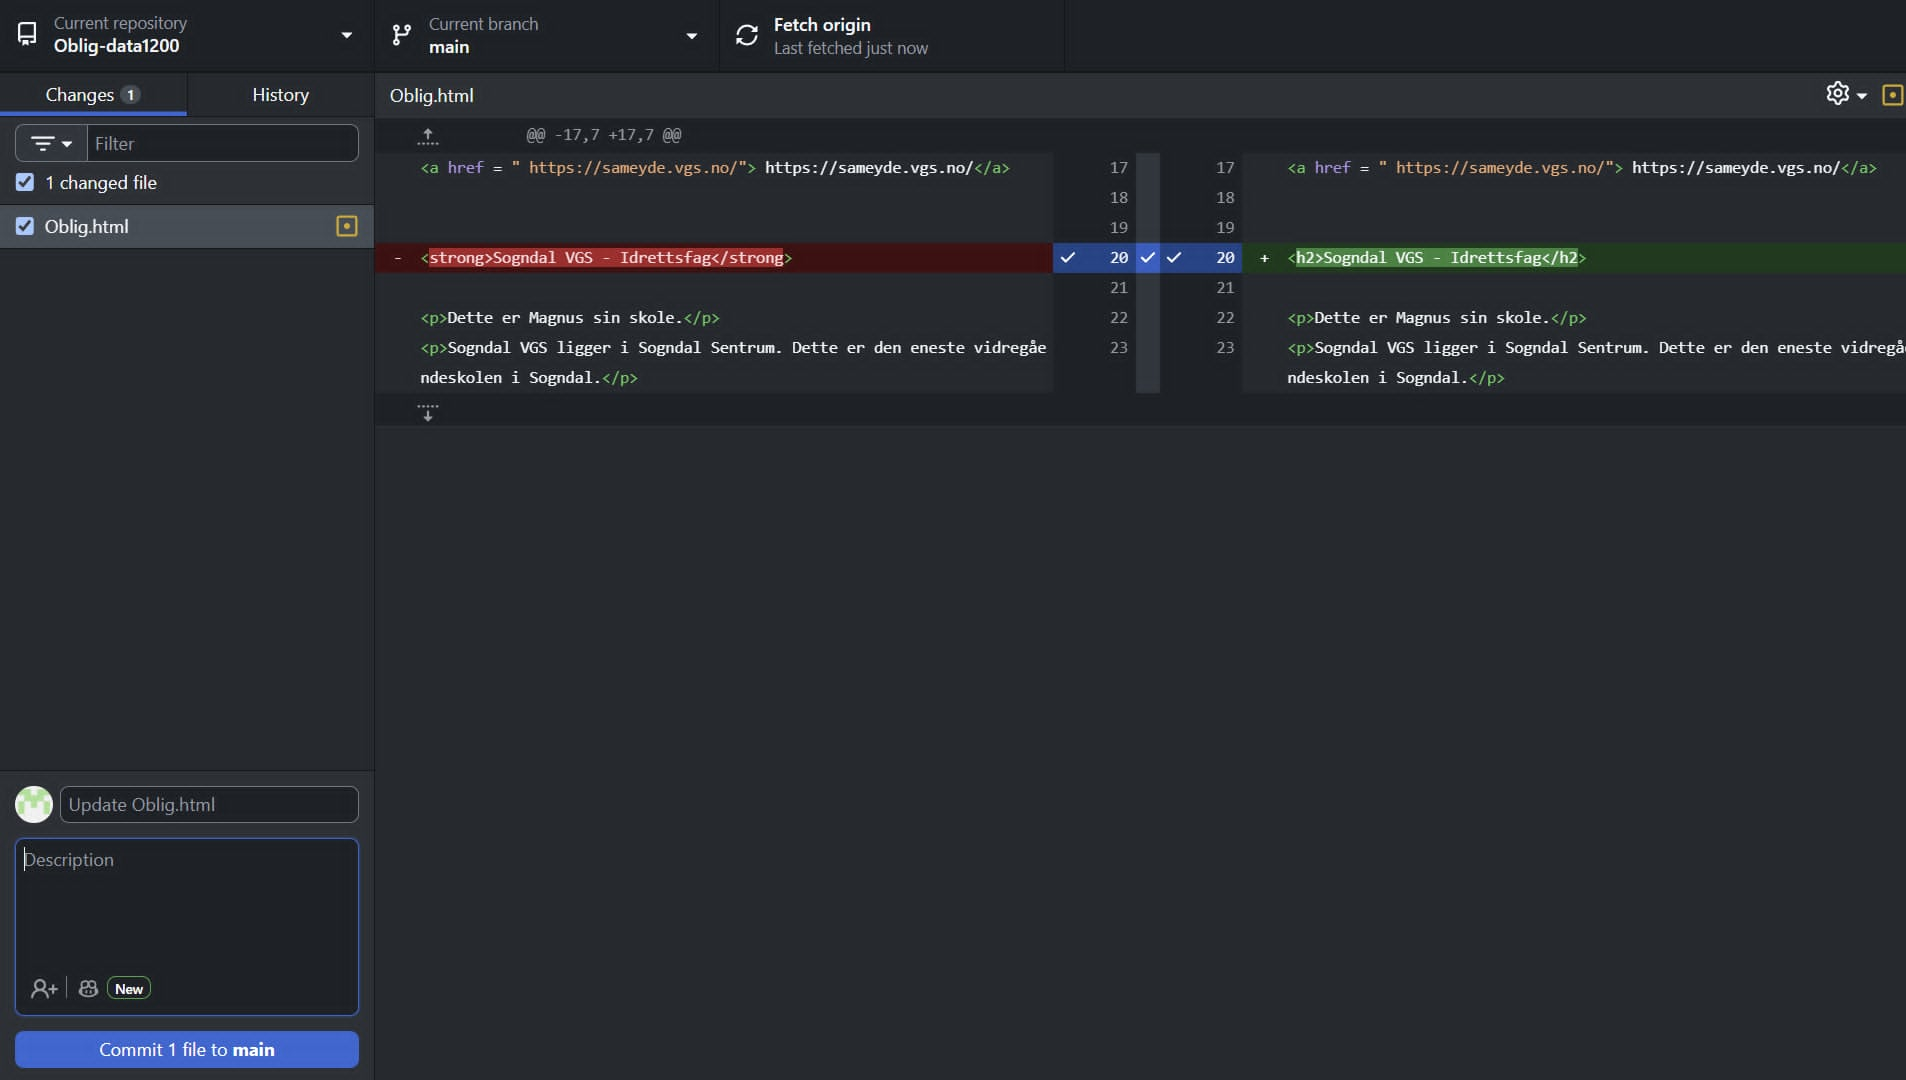 Current repository
Oblig-data1200
Current branch
main
Fetch origin
Last fetched just now
Changes 1
History
Oblig.html
Filter
1 changed file
Oblig.html
@@ -17,7 +17,7 @@
<a href = " https://sameyde.vgs.no/"> https://sameyde.vgs.no/</a> 17
18
19
- <strong>Sogndal VGS - Idrettsfag</strong> 20
21
<p>Dette er Magnus sin skole.</p> 22
<p>Sogndal VGS ligger i Sogndal Sentrum. Dette er den eneste vidregåe 23
ndeskolen i Sogndal.</p>
17 <a href = " https://sameyde.vgs.no/"> https://sameyde.vgs.no/</a>
18
19
20 + <h2>Sogndal VGS - Idrettsfag</h2>
21
22 <p>Dette er Magnus sin skole.</p>
23 <p>Sogndal VGS ligger i Sogndal Sentrum. Dette er den eneste vidregå
ndeskolen i Sogndal.</p>
Update Oblig.html
Description
New
Commit 1 file to main